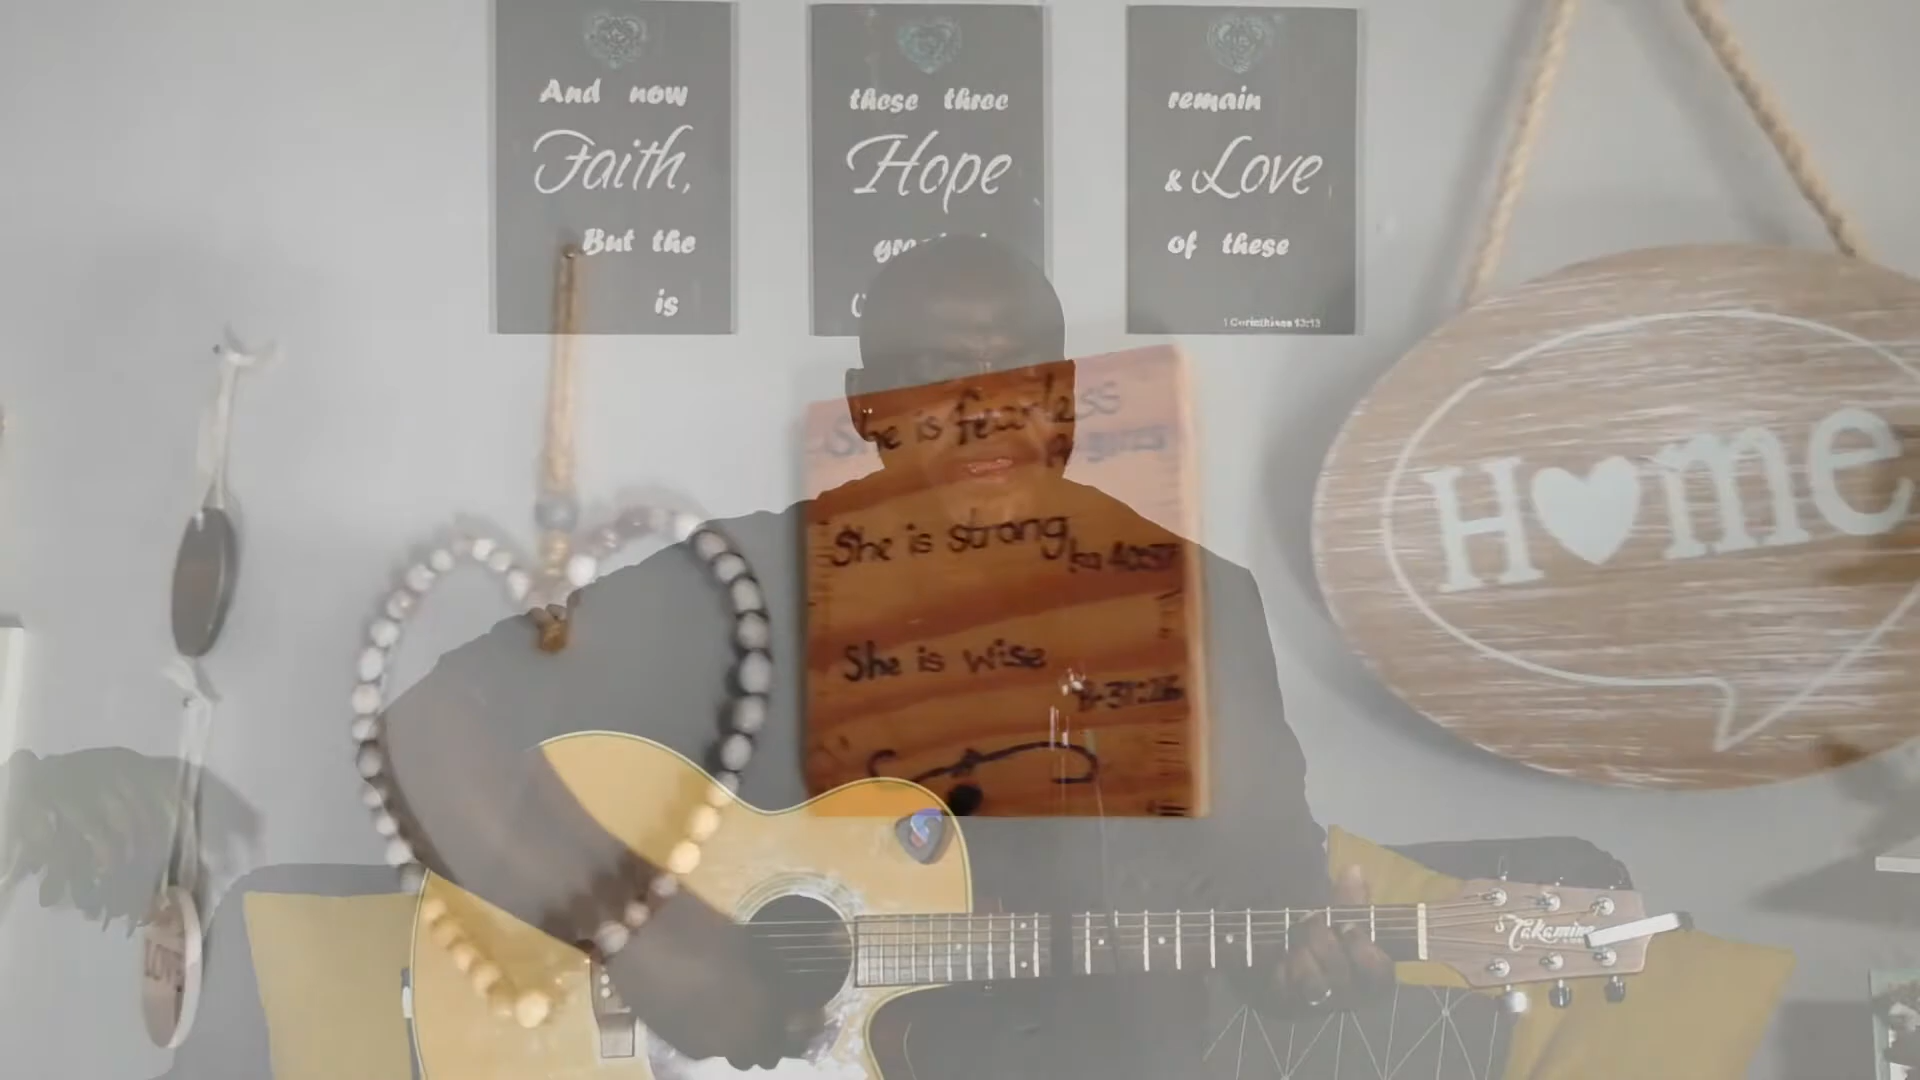 And now
Faith,
But the
is
these three
Hope
remain
& Love
of these
1 Corinthians 13:13
She is fearless
She is strong
She is wise
Home
LOVE
Takamine